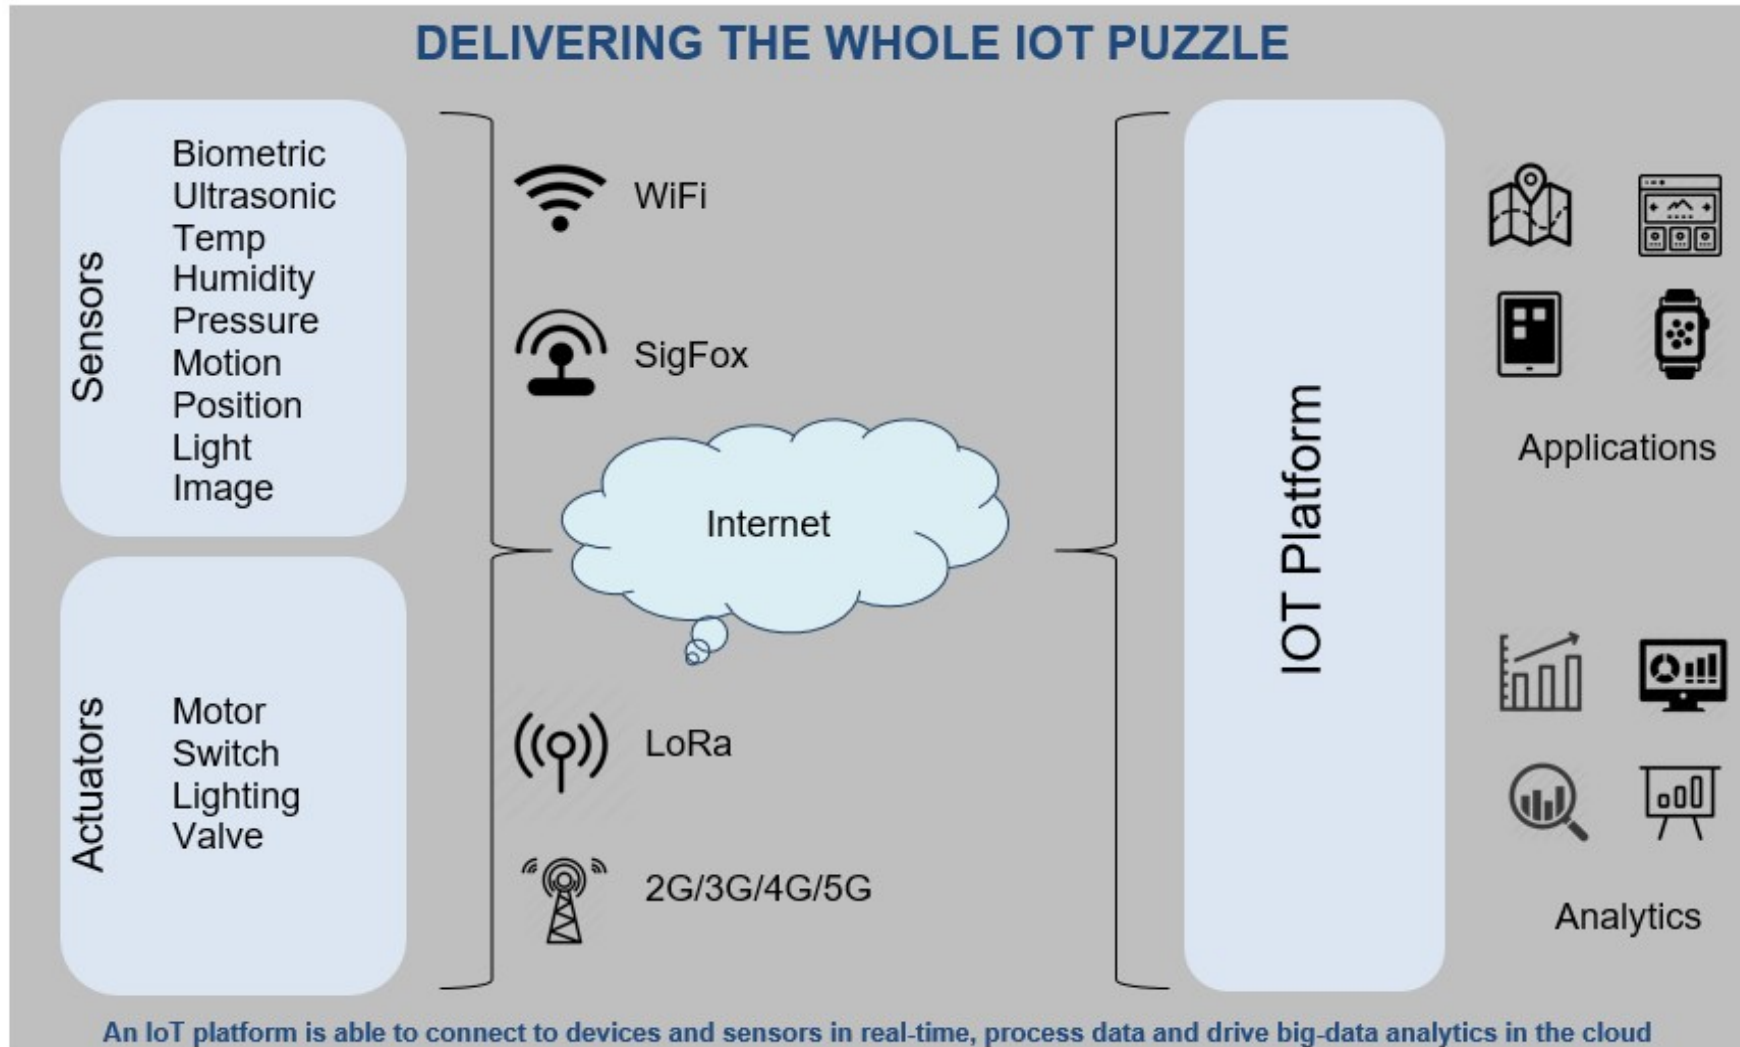 DELIVERING THE WHOLE IOT PUZZLE
Sensors
Biometric
Ultrasonic
Temp
Humidity
Pressure
Motion
Position
Light
Image
Actuators
Motor
Switch
Lighting
Valve
WiFi
SigFox
Internet
LoRa
2G/3G/4G/5G
IOT Platform
Applications
Analytics
An IoT platform is able to connect to devices and sensors in real-time, process data and drive big-data analytics in the cloud